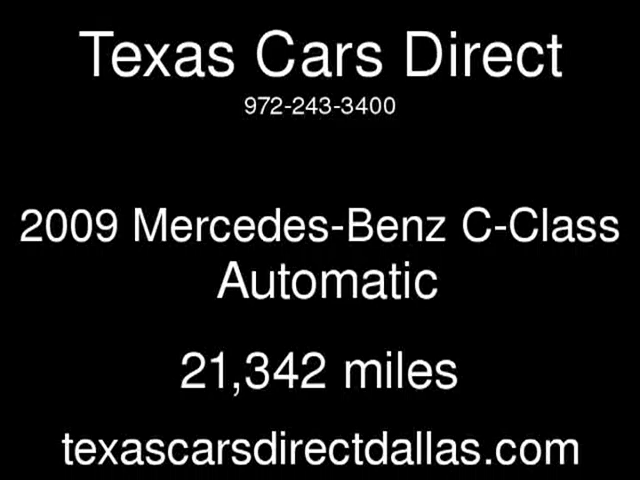 Texas Cars Direct
972-243-3400
2009 Mercedes-Benz C-Class
Automatic
21,342 miles
texascarsdirectdallas.com